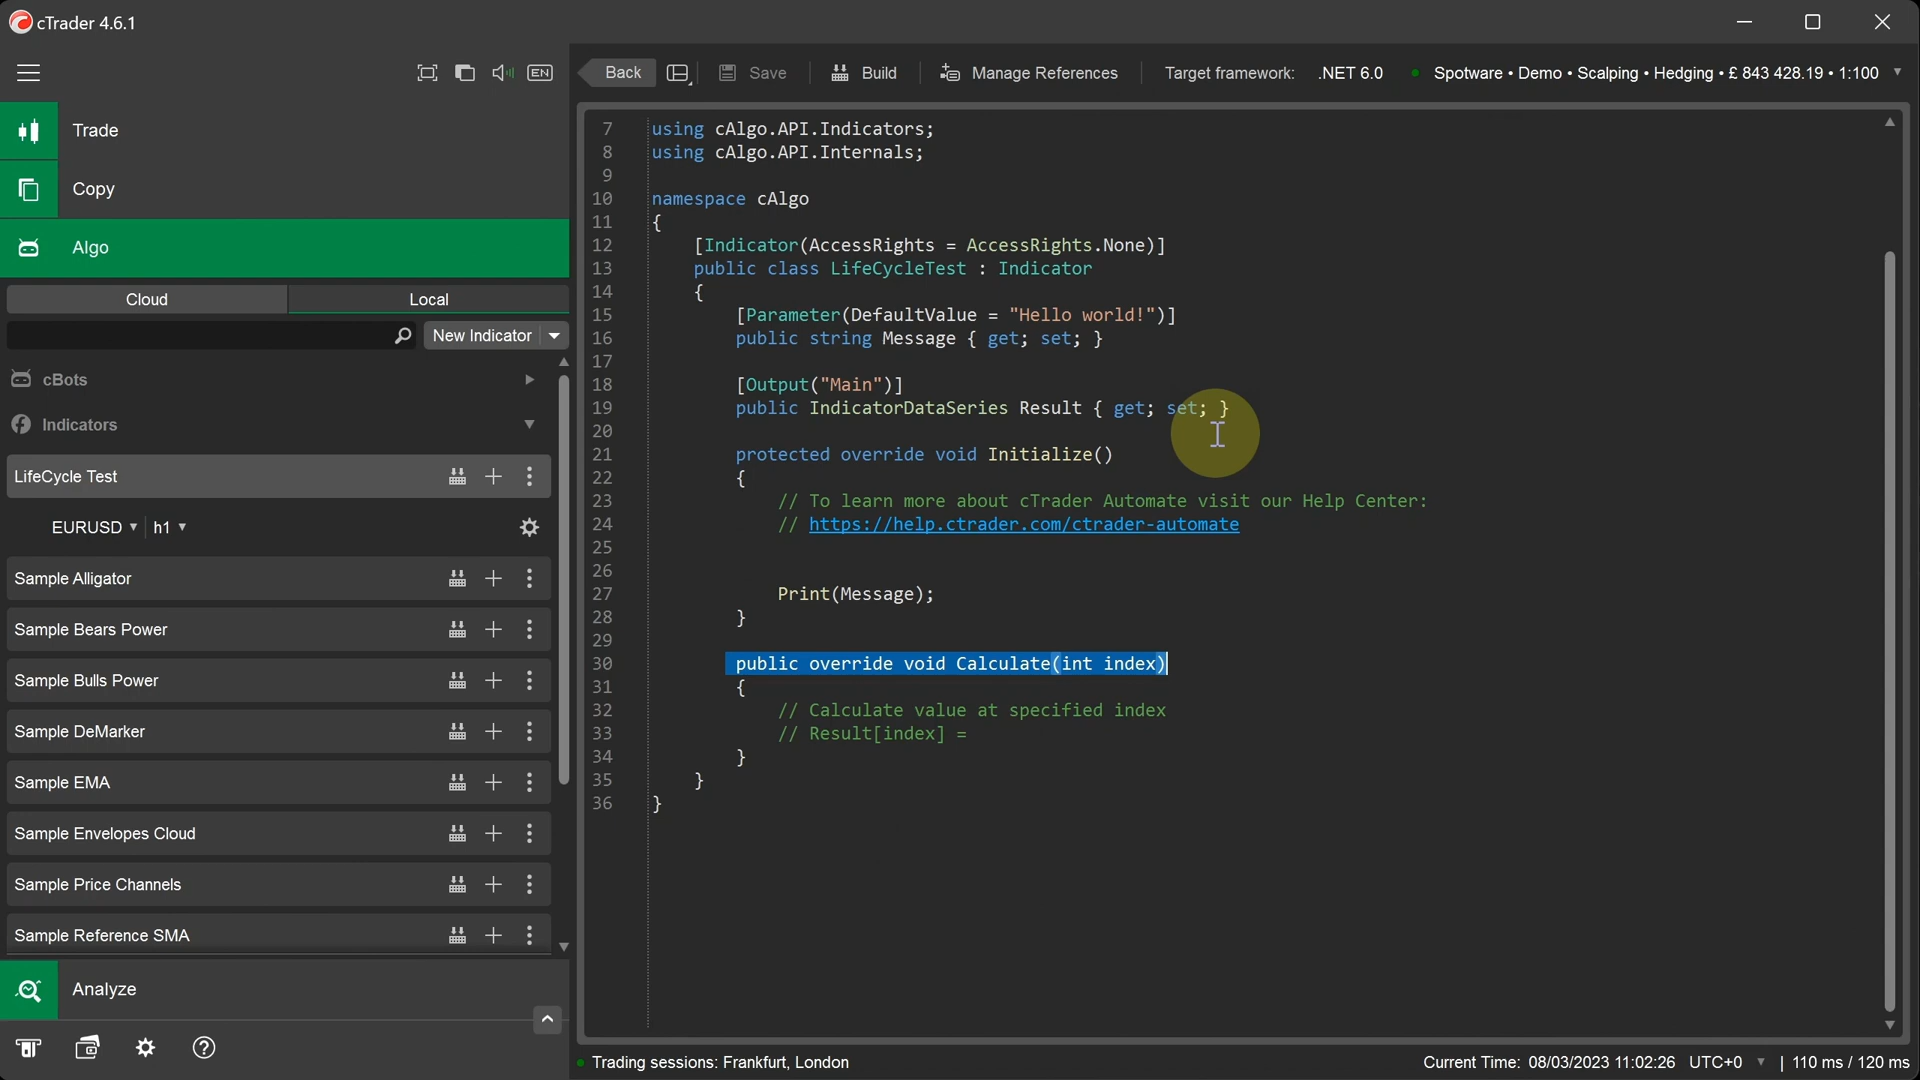 cTrader 4.6.1
EN
Back
Save
Build
Manage References
Target framework: .NET 6.0
Spotware • Demo • Scalping • Hedging • £ 843 428.19 • 1:100
Trade
Copy
Algo
Cloud
Local
New Indicator
cBots
Indicators
LifeCycle Test
EURUSD
h1
Sample Alligator
Sample Bears Power
Sample Bulls Power
Sample DeMarker
Sample EMA
Sample Envelopes Cloud
Sample Price Channels
Sample Reference SMA
Analyze
7 using cAlgo.API.Indicators;
8 using cAlgo.API.Internals;
9
10 namespace cAlgo
11 {
12 [Indicator(AccessRights = AccessRights.None)]
13 public class LifeCycleTest : Indicator
14 {
15 [Parameter(DefaultValue = "Hello world!")]
16 public string Message { get; set; }
17
18 [Output("Main")]
19 public IndicatorDataSeries Result { get; set; }
20
21 protected override void Initialize()
22 {
23 // To learn more about cTrader Automate visit our Help Center:
24 // https://help.ctrader.com/ctrader-automate
25
26
27 Print(Message);
28 }
29
30 public override void Calculate(int index)
31 {
32 // Calculate value at specified index
33 // Result[index] =
34 }
35 }
36 }
Trading sessions: Frankfurt, London
Current Time: 08/03/2023 11:02:26 UTC+0 | 110 ms / 120 ms